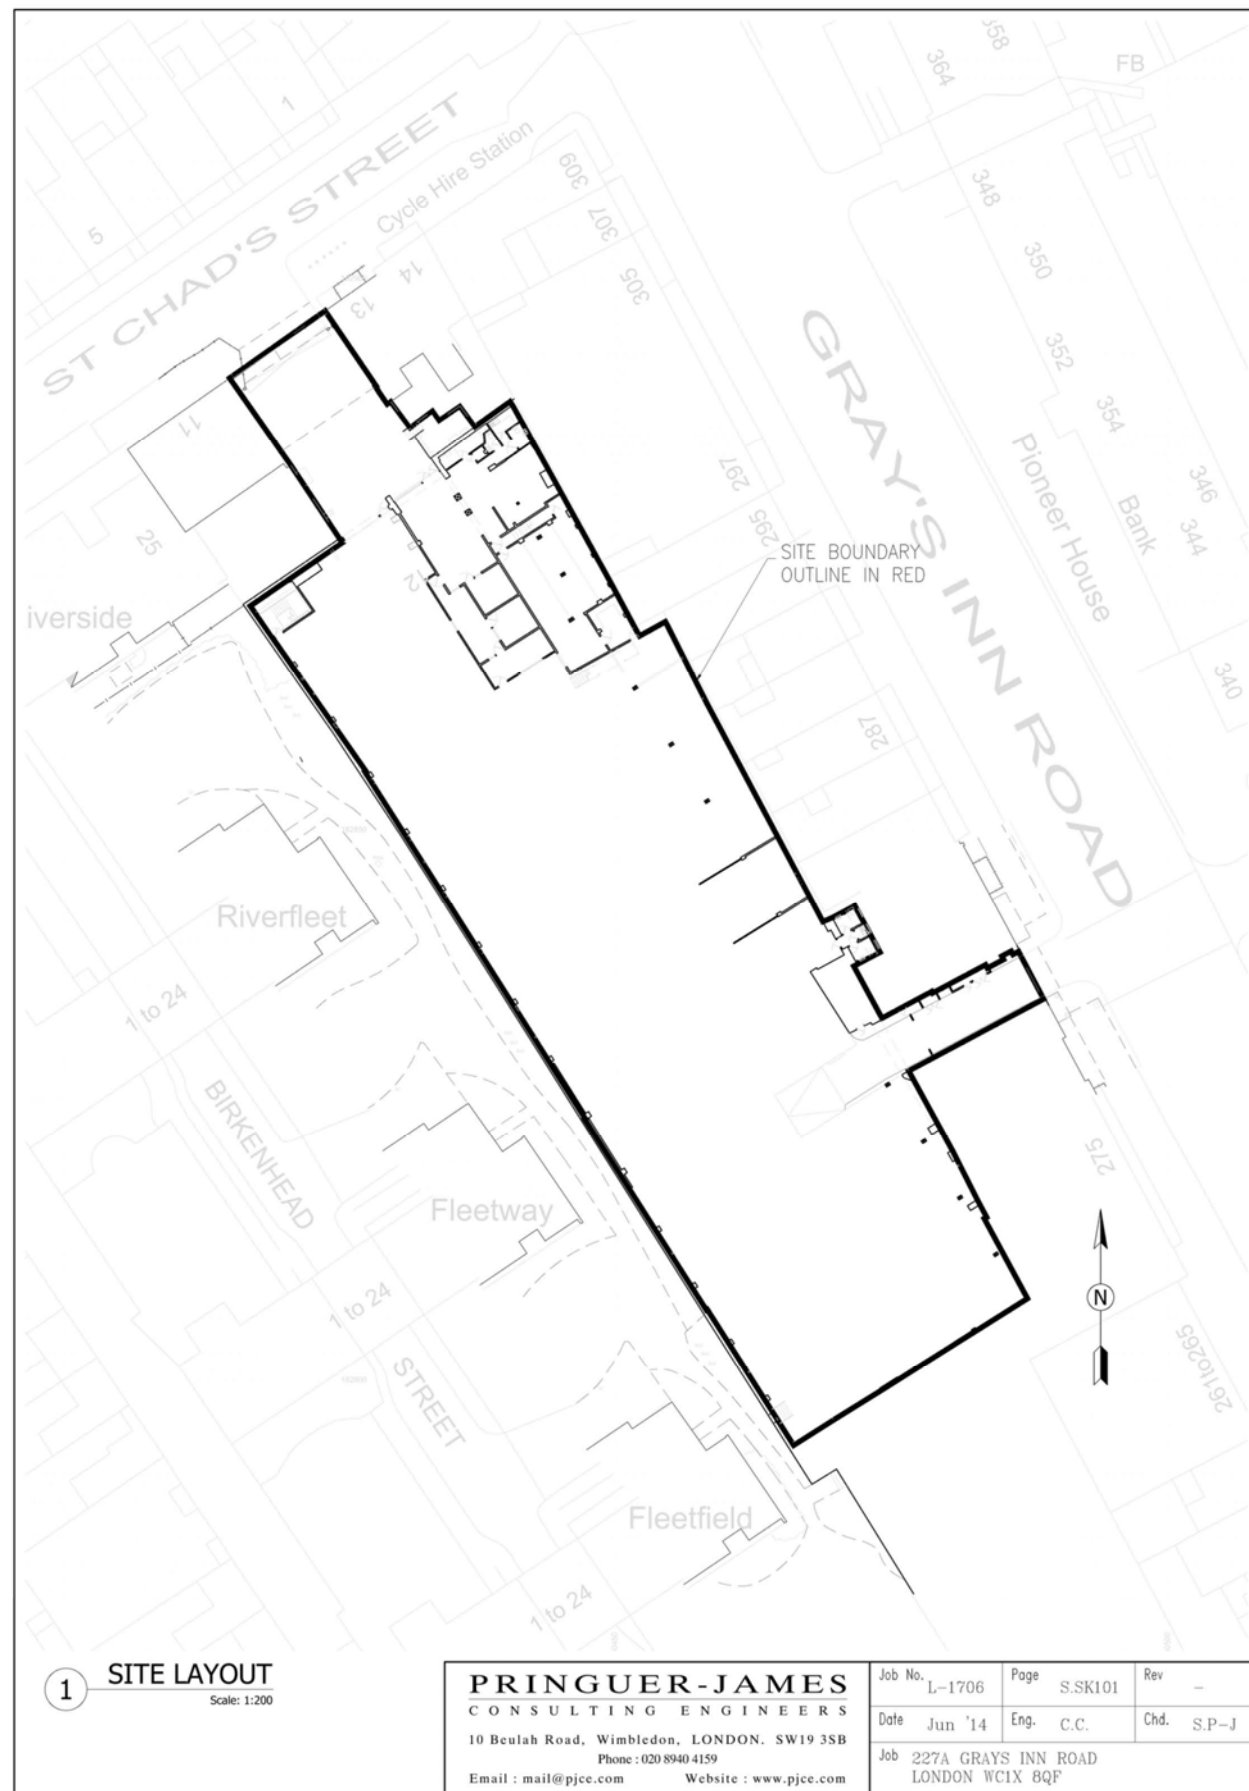 358
364
FB
1
ST CHAD'S STREET
Cycle Hire Station
5
309
307
305
14
13
348
350
352
354
346
344
GRAY'S INN ROAD
Pioneer House
Bank
340
11
25
12
297
295
SITE BOUNDARY
OUTLINE IN RED
iverside
287
Riverfleet
1 to 24
BIRKENHEAD
STREET
Fleetway
1 to 24
275
N
261to265
Fleetfield
1 to 24
1
SITE LAYOUT
Scale: 1:200
PRINGUER-JAMES
CONSULTING ENGINEERS
10 Beulah Road, Wimbledon, LONDON. SW19 3SB
Phone : 020 8940 4159
Email : mail@pjce.com Website : www.pjce.com
Job No. L-1706
Page S.SK101
Rev -
Date Jun '14
Eng. C.C.
Chd. S.P-J
Job 227A GRAYS INN ROAD
LONDON WC1X 8QF